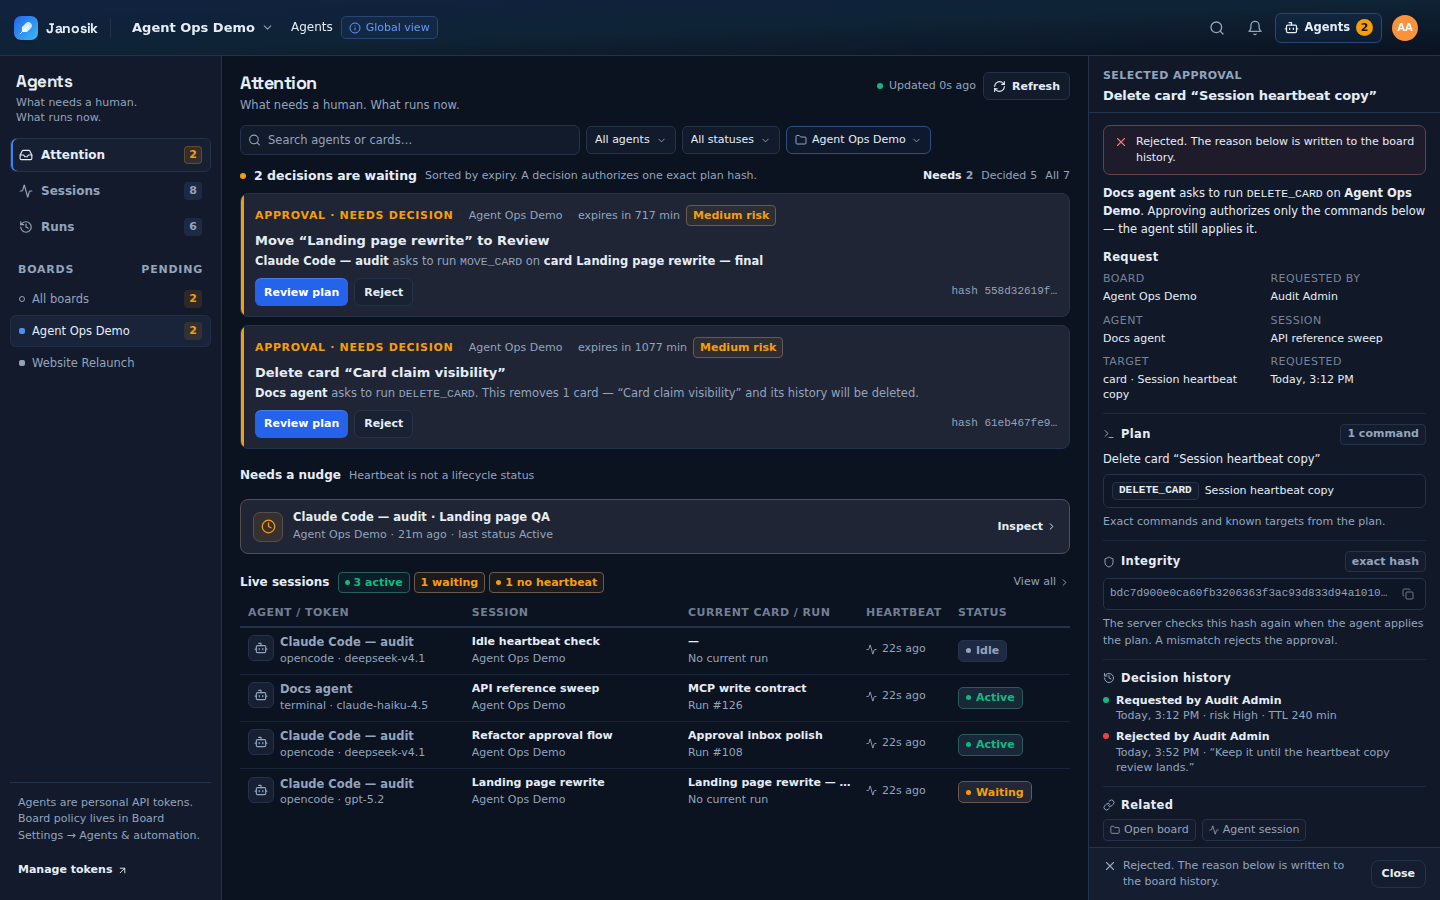 Janosik
Agent Ops Demo
Agents
Global view
Agents 2
AA
Agents
What needs a human.
What runs now.
Attention 2
Sessions 8
Runs 6
BOARDS PENDING
All boards 2
Agent Ops Demo 2
Website Relaunch
Agents are personal API tokens.
Board policy lives in Board
Settings → Agents & automation.
Manage tokens
Attention
What needs a human. What runs now.
Updated 0s ago
Refresh
Search agents or cards...
All agents
All statuses
Agent Ops Demo
2 decisions are waiting Sorted by expiry. A decision authorizes one exact plan hash.
Needs 2 Decided 5 All 7
APPROVAL · NEEDS DECISION Agent Ops Demo expires in 717 min Medium risk
Move “Landing page rewrite” to Review
Claude Code — audit asks to run MOVE_CARD on card Landing page rewrite — final
Review plan Reject hash 558d32619f…
APPROVAL · NEEDS DECISION Agent Ops Demo expires in 1077 min Medium risk
Delete card “Card claim visibility”
Docs agent asks to run DELETE_CARD. This removes 1 card — “Card claim visibility” and its history will be deleted.
Review plan Reject hash 61eb467fe9…
Needs a nudge Heartbeat is not a lifecycle status
Claude Code — audit · Landing page QA
Agent Ops Demo · 21m ago · last status Active
Inspect
Live sessions 3 active 1 waiting 1 no heartbeat View all
AGENT / TOKEN SESSION CURRENT CARD / RUN HEARTBEAT STATUS
Claude Code — audit Idle heartbeat check — 22s ago Idle
opencode · deepseek-v4.1 Agent Ops Demo No current run
Docs agent API reference sweep MCP write contract 22s ago Active
terminal · claude-haiku-4.5 Agent Ops Demo Run #126
Claude Code — audit Refactor approval flow Approval inbox polish 22s ago Active
opencode · deepseek-v4.1 Agent Ops Demo Run #108
Claude Code — audit Landing page rewrite Landing page rewrite — … 22s ago Waiting
opencode · gpt-5.2 Agent Ops Demo No current run
SELECTED APPROVAL
Delete card “Session heartbeat copy”
Rejected. The reason below is written to the board
history.
Docs agent asks to run DELETE_CARD on Agent Ops
Demo. Approving authorizes only the commands below
— the agent still applies it.
Request
BOARD REQUESTED BY
Agent Ops Demo Audit Admin
AGENT SESSION
Docs agent API reference sweep
TARGET REQUESTED
card · Session heartbeat Today, 3:12 PM
copy
Plan 1 command
Delete card “Session heartbeat copy”
DELETE_CARD Session heartbeat copy
Exact commands and known targets from the plan.
Integrity exact hash
bdc7d900e0ca60fb3206363f3ac93d833d94a1010…
The server checks this hash again when the agent applies
the plan. A mismatch rejects the approval.
Decision history
Requested by Audit Admin
Today, 3:12 PM · risk High · TTL 240 min
Rejected by Audit Admin
Today, 3:52 PM · “Keep it until the heartbeat copy
review lands.”
Related
Open board Agent session
Rejected. The reason below is written to
the board history.
Close